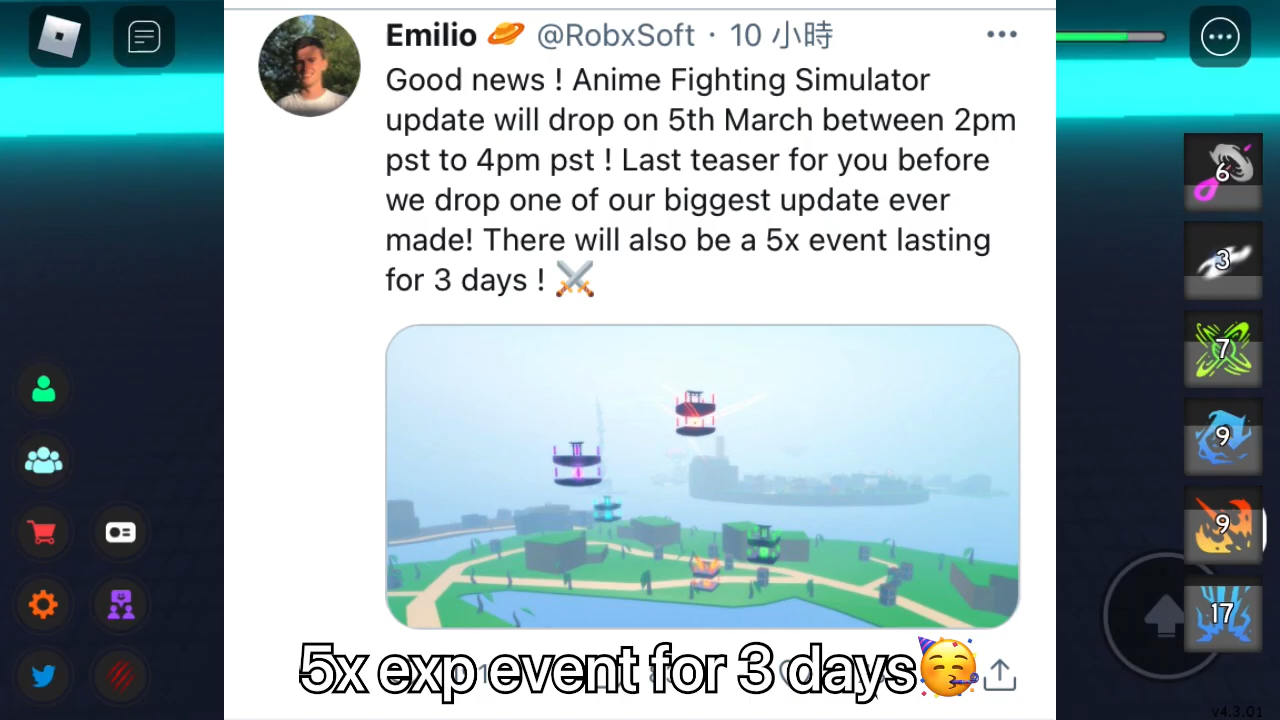 Emilio 🪐 @RobxSoft · 10 小時
Good news ! Anime Fighting Simulator
update will drop on 5th March between 2pm
pst to 4pm pst ! Last teaser for you before
we drop one of our biggest update ever
made! There will also be a 5x event lasting
for 3 days ! ⚔️
5x exp event for 3 days🥳
6
3
7
9
9
17
v4.3.01